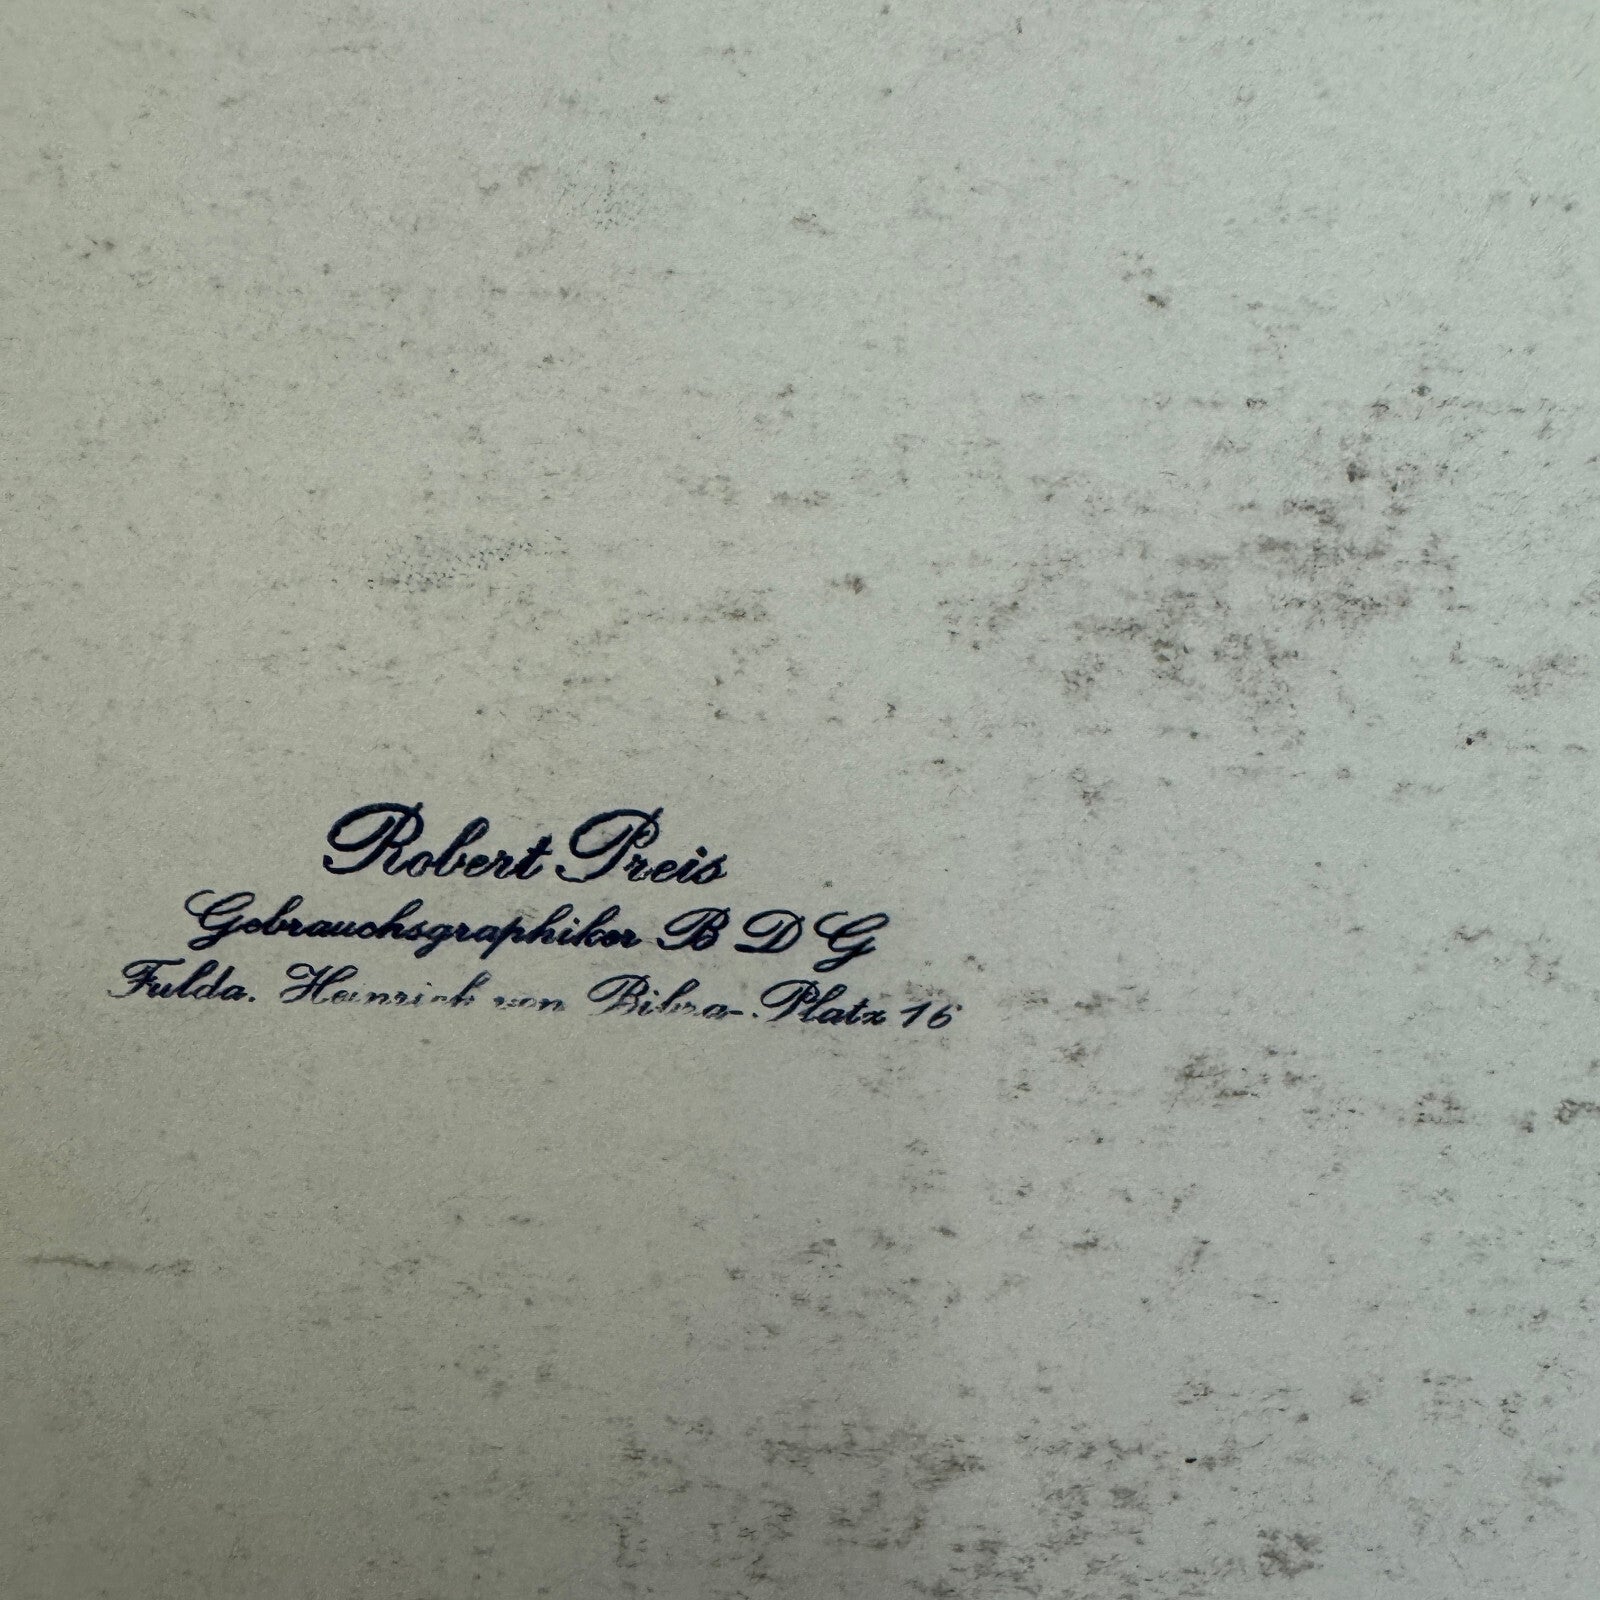 Robert Preis
Gebrauchsgraphiker B D G
Fulda. Heinrich von Bibra-Platz 16